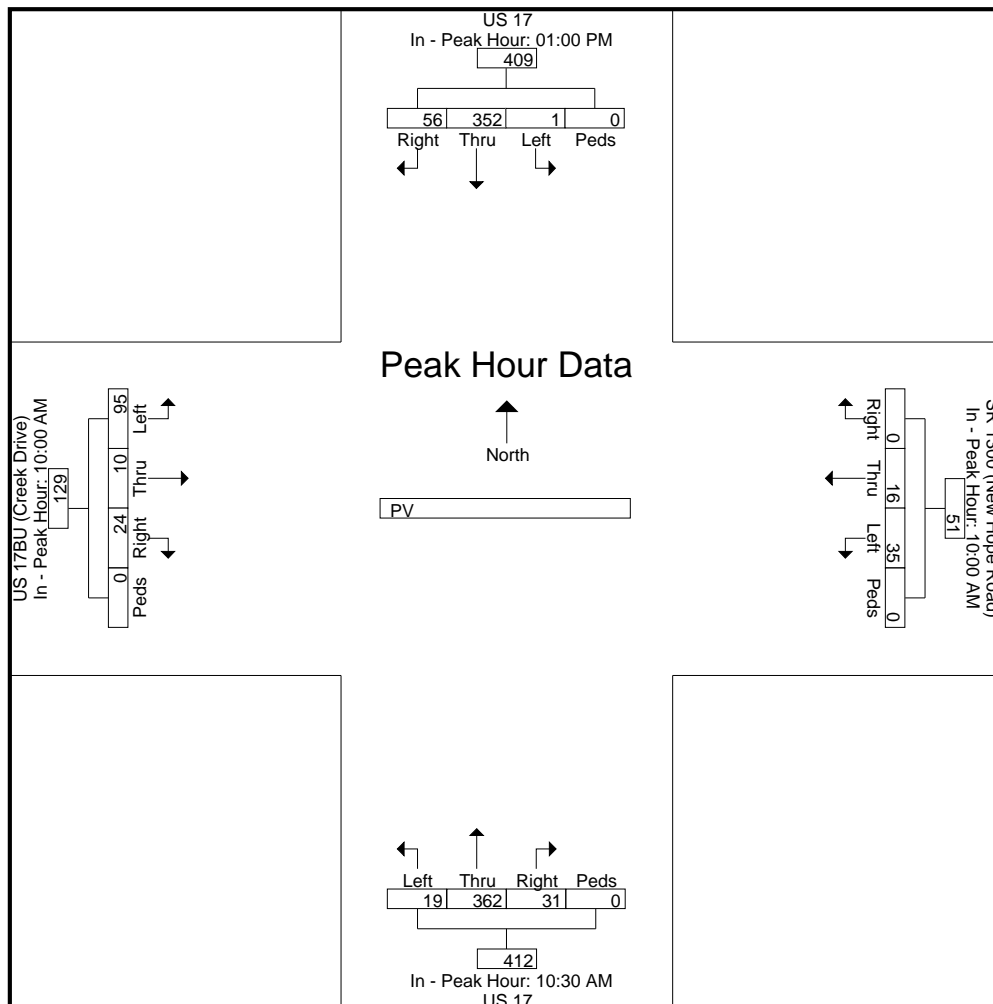 US 17
In - Peak Hour: 01:00 PM
409
56 352 1 0
Right Thru Left Peds
Peak Hour Data
North
PV
US 17BU (Creek Drive)
In - Peak Hour: 10:00 AM
129
95 10 24 0
Left Thru Right Peds
(New Hope Road)
In - Peak Hour: 10:00 AM
51
0 16 35 0
Right Thru Left Peds
Left Thru Right Peds
19 362 31 0
412
In - Peak Hour: 10:30 AM
US 17